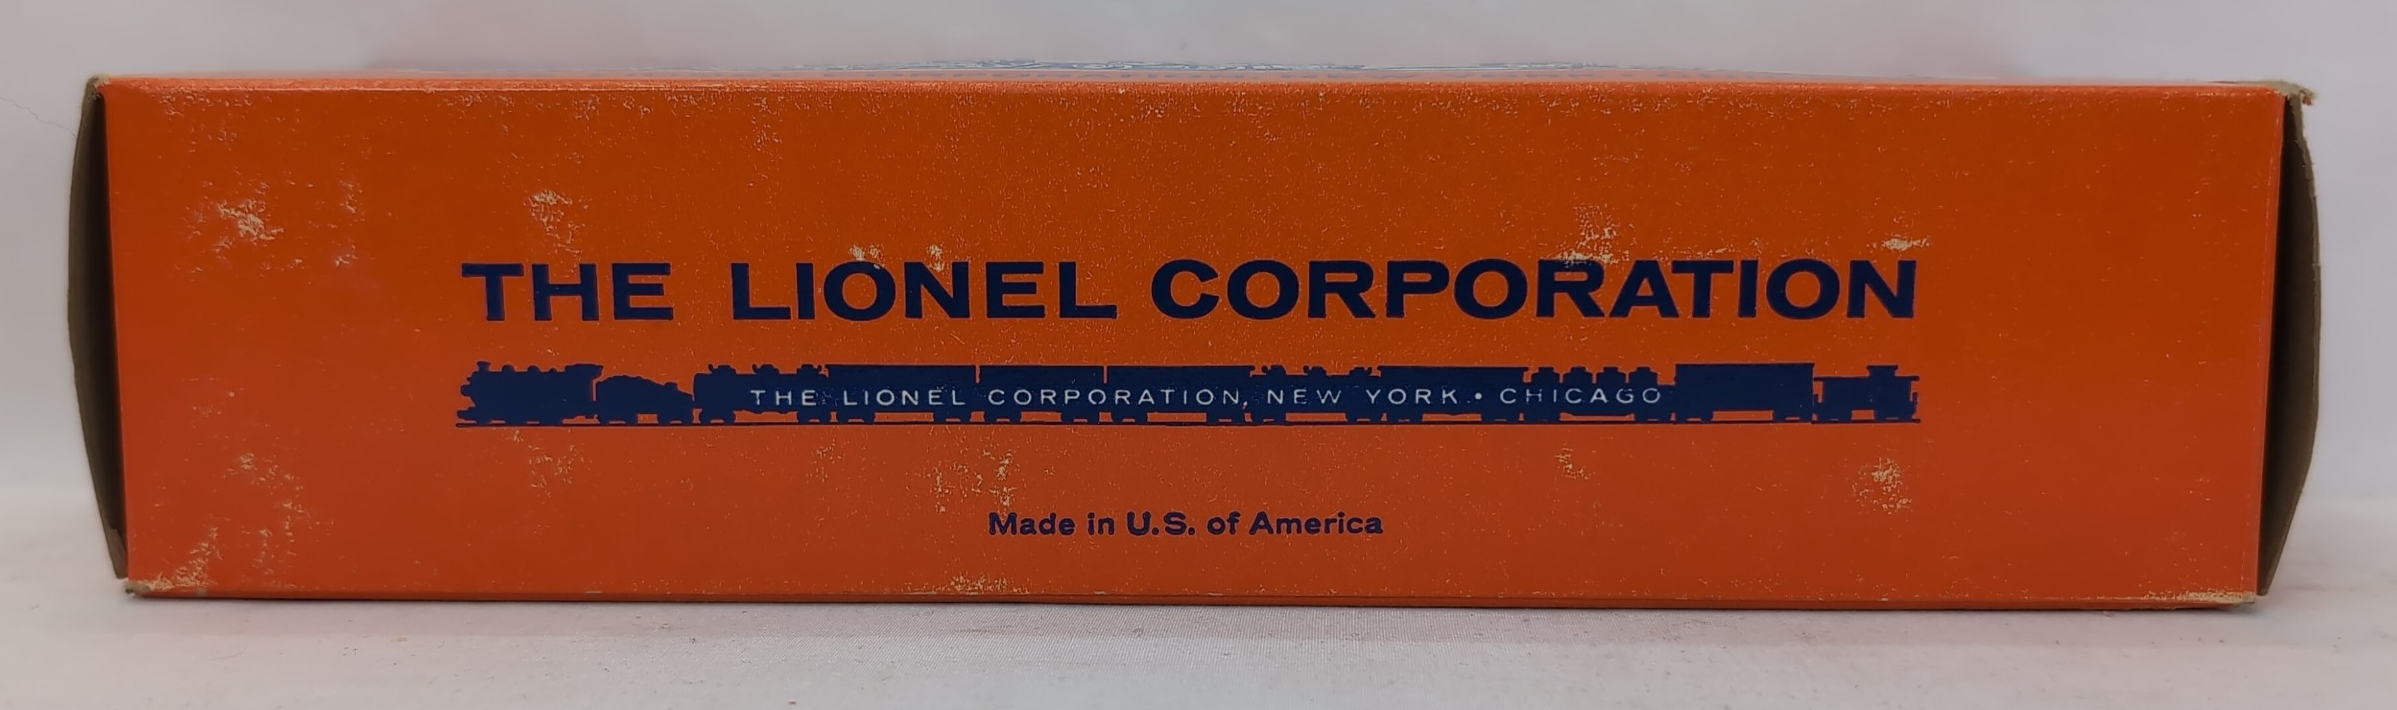 THE LIONEL CORPORATION
THE LIONEL CORPORATION, NEW YORK • CHICAGO
Made in U.S. of America